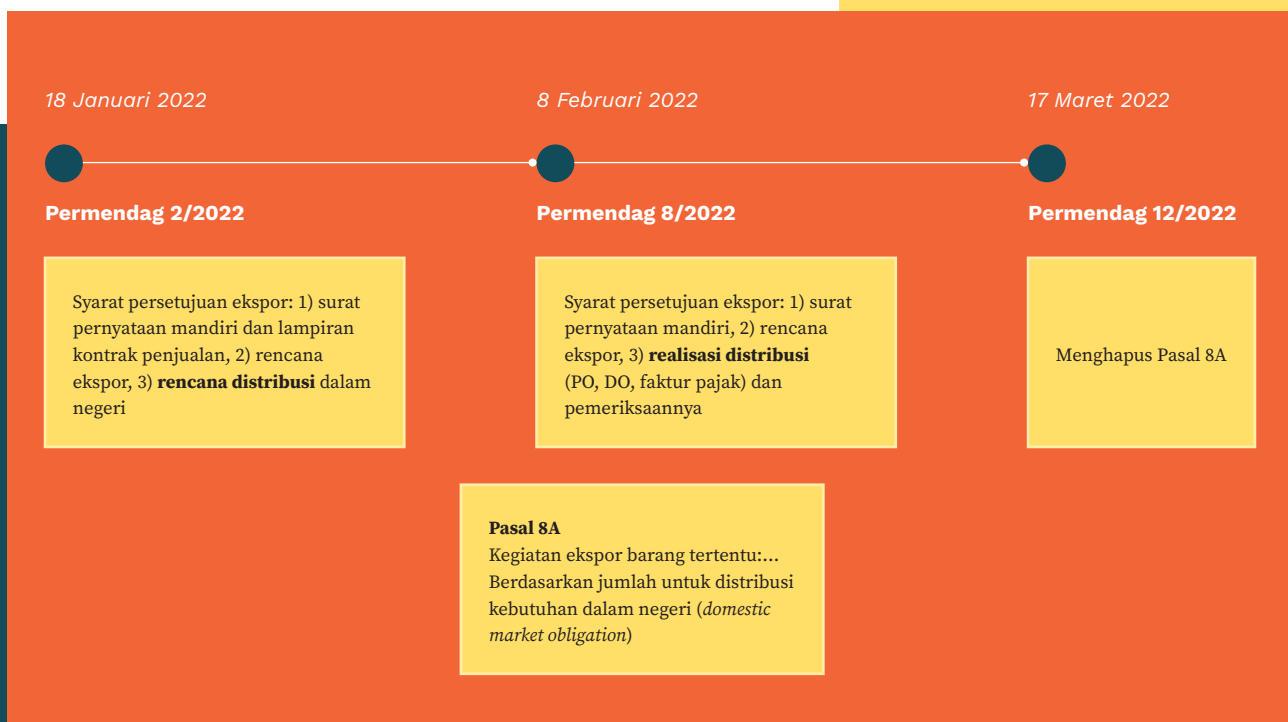 18 Januari 2022
8 Februari 2022
17 Maret 2022
Permendag 2/2022
Permendag 8/2022
Permendag 12/2022
Syarat persetujuan ekspor: 1) surat
pernyataan mandiri dan lampiran
kontrak penjualan, 2) rencana
ekspor, 3) rencana distribusi dalam
negeri
Syarat persetujuan ekspor: 1) surat
pernyataan mandiri, 2) rencana
ekspor, 3) realisasi distribusi
(PO, DO, faktur pajak) dan
pemeriksaannya
Menghapus Pasal 8A
Pasal 8A
Kegiatan ekspor barang tertentu:...
Berdasarkan jumlah untuk distribusi
kebutuhan dalam negeri (domestic
market obligation)